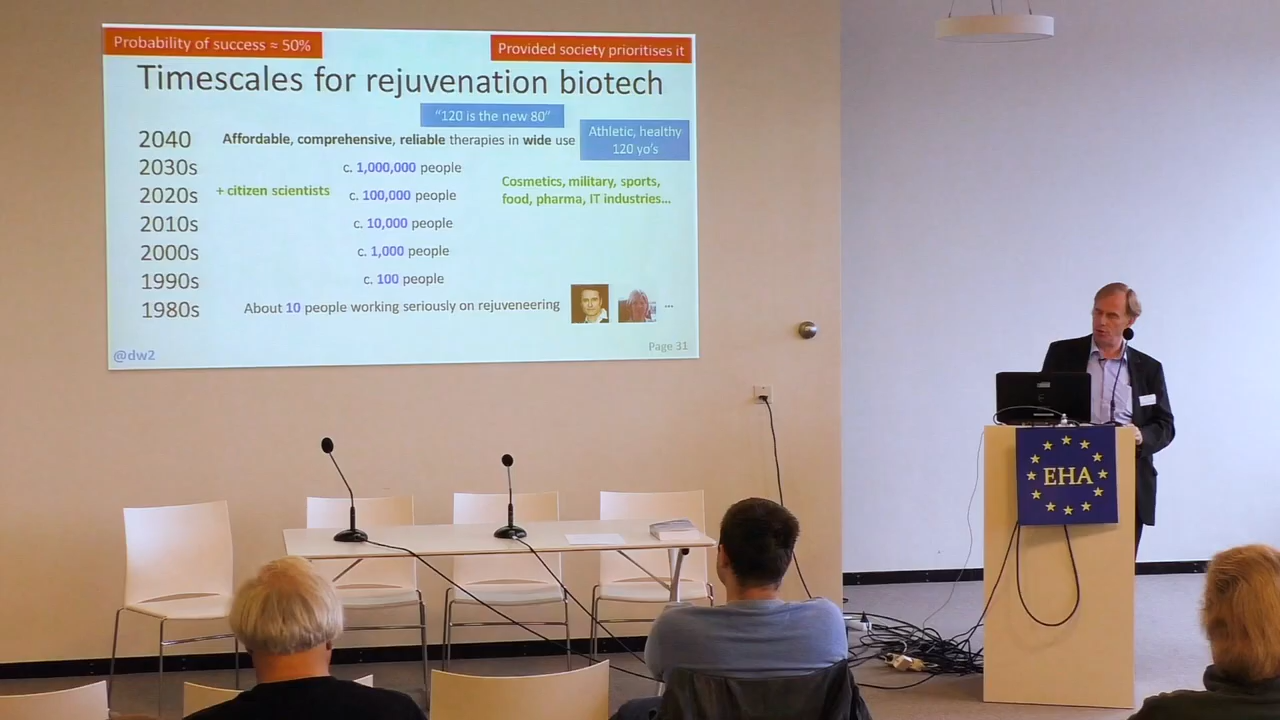 Probability of success ≈ 50%
Provided society prioritises it
Timescales for rejuvenation biotech
"120 is the new 80"
2040 Affordable, comprehensive, reliable therapies in wide use
Athletic, healthy
120 yo's
2030s c. 1,000,000 people
2020s + citizen scientists c. 100,000 people
Cosmetics, military, sports,
food, pharma, IT industries...
2010s c. 10,000 people
2000s c. 1,000 people
1990s c. 100 people
1980s About 10 people working seriously on rejuveneering ...
@dw2
Page 31
EHA